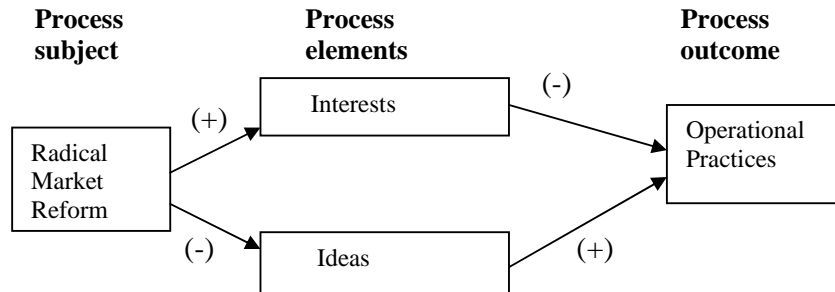 Process
subject
Process
elements
Process
outcome
(+)
Interests
(-)
Radical
Market
Reform
Operational
Practices
(-)
Ideas
(+)